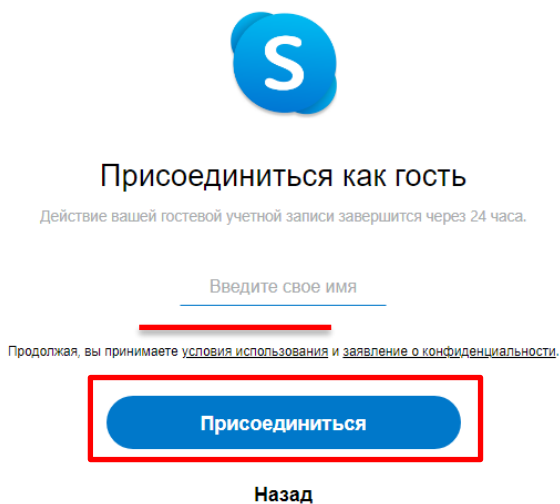 S
Присоединиться как гость
Действие вашей гостевой учетной записи завершится через 24 часа.
Введите свое имя
Продолжая, вы принимаете условия использования и заявление о конфиденциальности.
Присоединиться
Назад